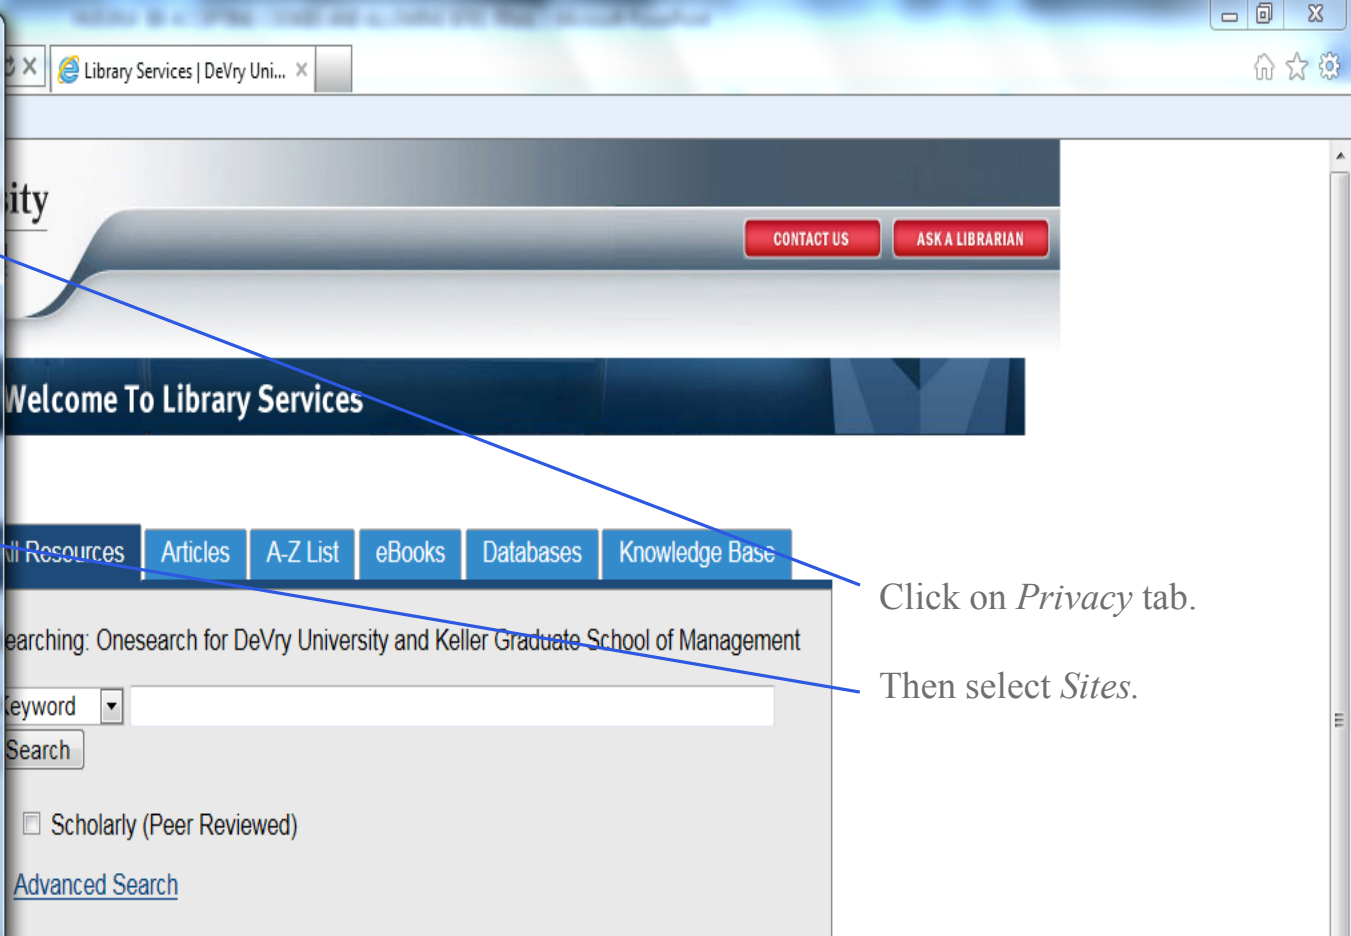 Library Services | DeVry Uni...
ity
CONTACT US
ASK A LIBRARIAN
Welcome To Library Services
ll Resources
Articles
A-Z List
eBooks
Databases
Knowledge Base
Click on Privacy tab.
earching: Onesearch for DeVry University and Keller Graduate School of Management
Then select Sites.
eyword
Search
Scholarly (Peer Reviewed)
Advanced Search